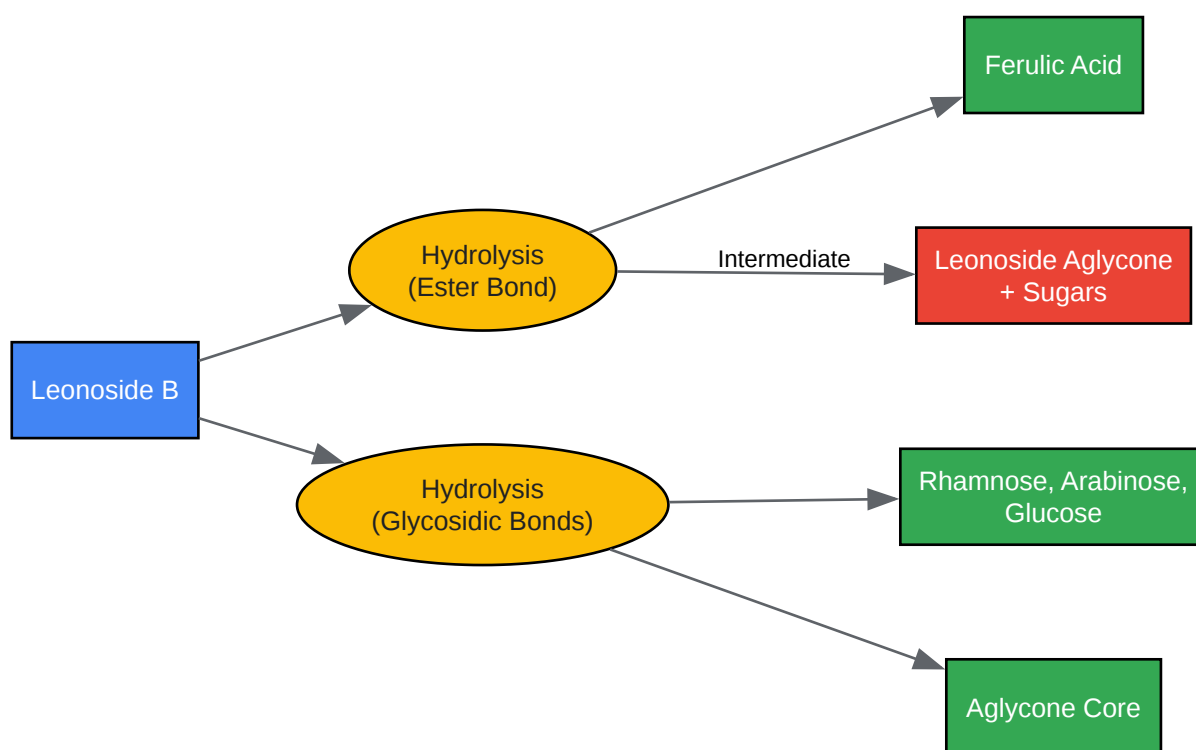 Ferulic Acid
Hydrolysis
(Ester Bond)
Intermediate
Leonoside Aglycone
+ Sugars
Leonoside B
Hydrolysis
(Glycosidic Bonds)
Rhamnose, Arabinose,
Glucose
Aglycone Core